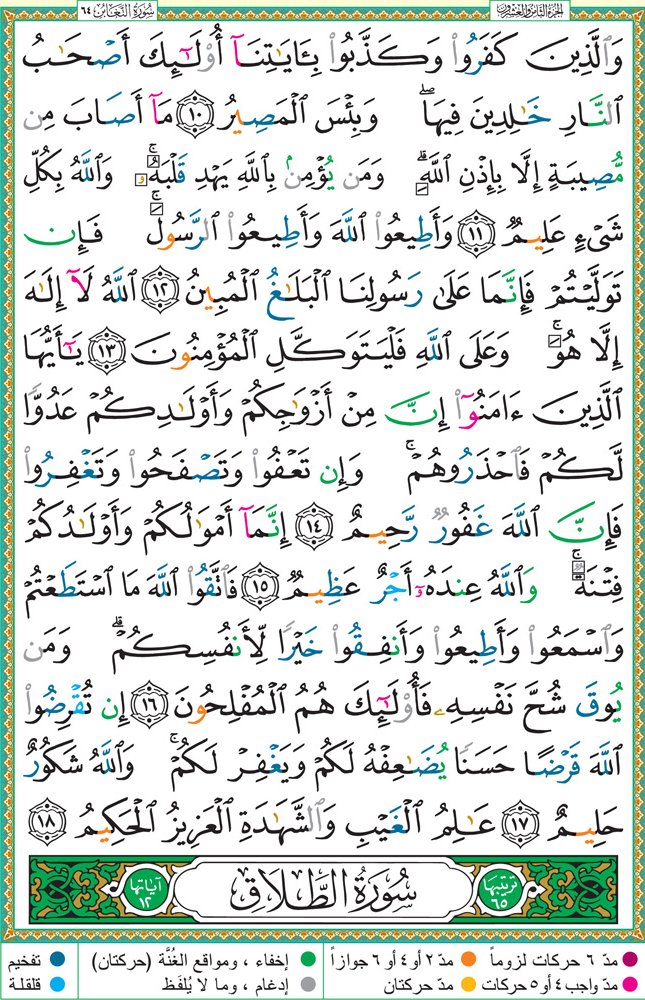 الجزء الثامن والعشرون
سورة التغابن ٦٤
وَٱلَّذِينَ كَفَرُوا۟ وَكَذَّبُوا۟ بِـَٔايَـٰتِنَآ أُو۟لَـٰٓئِكَ أَصْحَـٰبُ
ٱلنَّارِ خَـٰلِدِينَ فِيهَا ۖ وَبِئْسَ ٱلْمَصِيرُ ١٠ مَآ أَصَابَ مِن
مُّصِيبَةٍ إِلَّا بِإِذْنِ ٱللَّهِ ۗ وَمَن يُؤْمِنۢ بِٱللَّهِ يَهْدِ قَلْبَهُۥ ۚ وَٱللَّهُ بِكُلِّ
شَىْءٍ عَلِيمٌ ١١ وَأَطِيعُوا۟ ٱللَّهَ وَأَطِيعُوا۟ ٱلرَّسُولَ ۚ فَإِن
تَوَلَّيْتُمْ فَإِنَّمَا عَلَىٰ رَسُولِنَا ٱلْبَلَـٰغُ ٱلْمُبِينُ ١٢ ٱللَّهُ لَآ إِلَـٰهَ
إِلَّا هُوَ ۚ وَعَلَى ٱللَّهِ فَلْيَتَوَكَّلِ ٱلْمُؤْمِنُونَ ١٣ يَـٰٓأَيُّهَا
ٱلَّذِينَ ءَامَنُوٓا۟ إِنَّ مِنْ أَزْوَٰجِكُمْ وَأَوْلَـٰدِكُمْ عَدُوًّا
لَّكُمْ فَٱحْذَرُوهُمْ ۚ وَإِن تَعْفُوا۟ وَتَصْفَحُوا۟ وَتَغْفِرُوا۟
فَإِنَّ ٱللَّهَ غَفُورٌ رَّحِيمٌ ١٤ إِنَّمَآ أَمْوَٰلُكُمْ وَأَوْلَـٰدُكُمْ
فِتْنَةٌ ۚ وَٱللَّهُ عِندَهُۥٓ أَجْرٌ عَظِيمٌ ١٥ فَٱتَّقُوا۟ ٱللَّهَ مَا ٱسْتَطَعْتُمْ
وَٱسْمَعُوا۟ وَأَطِيعُوا۟ وَأَنفِقُوا۟ خَيْرًا لِّأَنفُسِكُمْ ۗ وَمَن
يُوقَ شُحَّ نَفْسِهِۦ فَأُو۟لَـٰٓئِكَ هُمُ ٱلْمُفْلِحُونَ ١٦ إِن تُقْرِضُوا۟
ٱللَّهَ قَرْضًا حَسَنًا يُضَـٰعِفْهُ لَكُمْ وَيَغْفِرْ لَكُمْ ۚ وَٱللَّهُ شَكُورٌ
حَلِيمٌ ١٧ عَـٰلِمُ ٱلْغَيْبِ وَٱلشَّهَـٰدَةِ ٱلْعَزِيزُ ٱلْحَكِيمُ ١٨
ترتيبها ٦٥
سُورَةُ الطَّلَاقِ
آياتها ١٢
مدّ ٦ حركات لزوماً
مدّ ٢ أو ٤ أو ٦ جوازاً
إخفاء ، ومواقع الغُنَّة (حركتان)
تفخيم
مدّ واجب ٤ أو ٥ حركات
مدّ حركتان
إدغام ، وما لا يُلفَظ
قلقلة